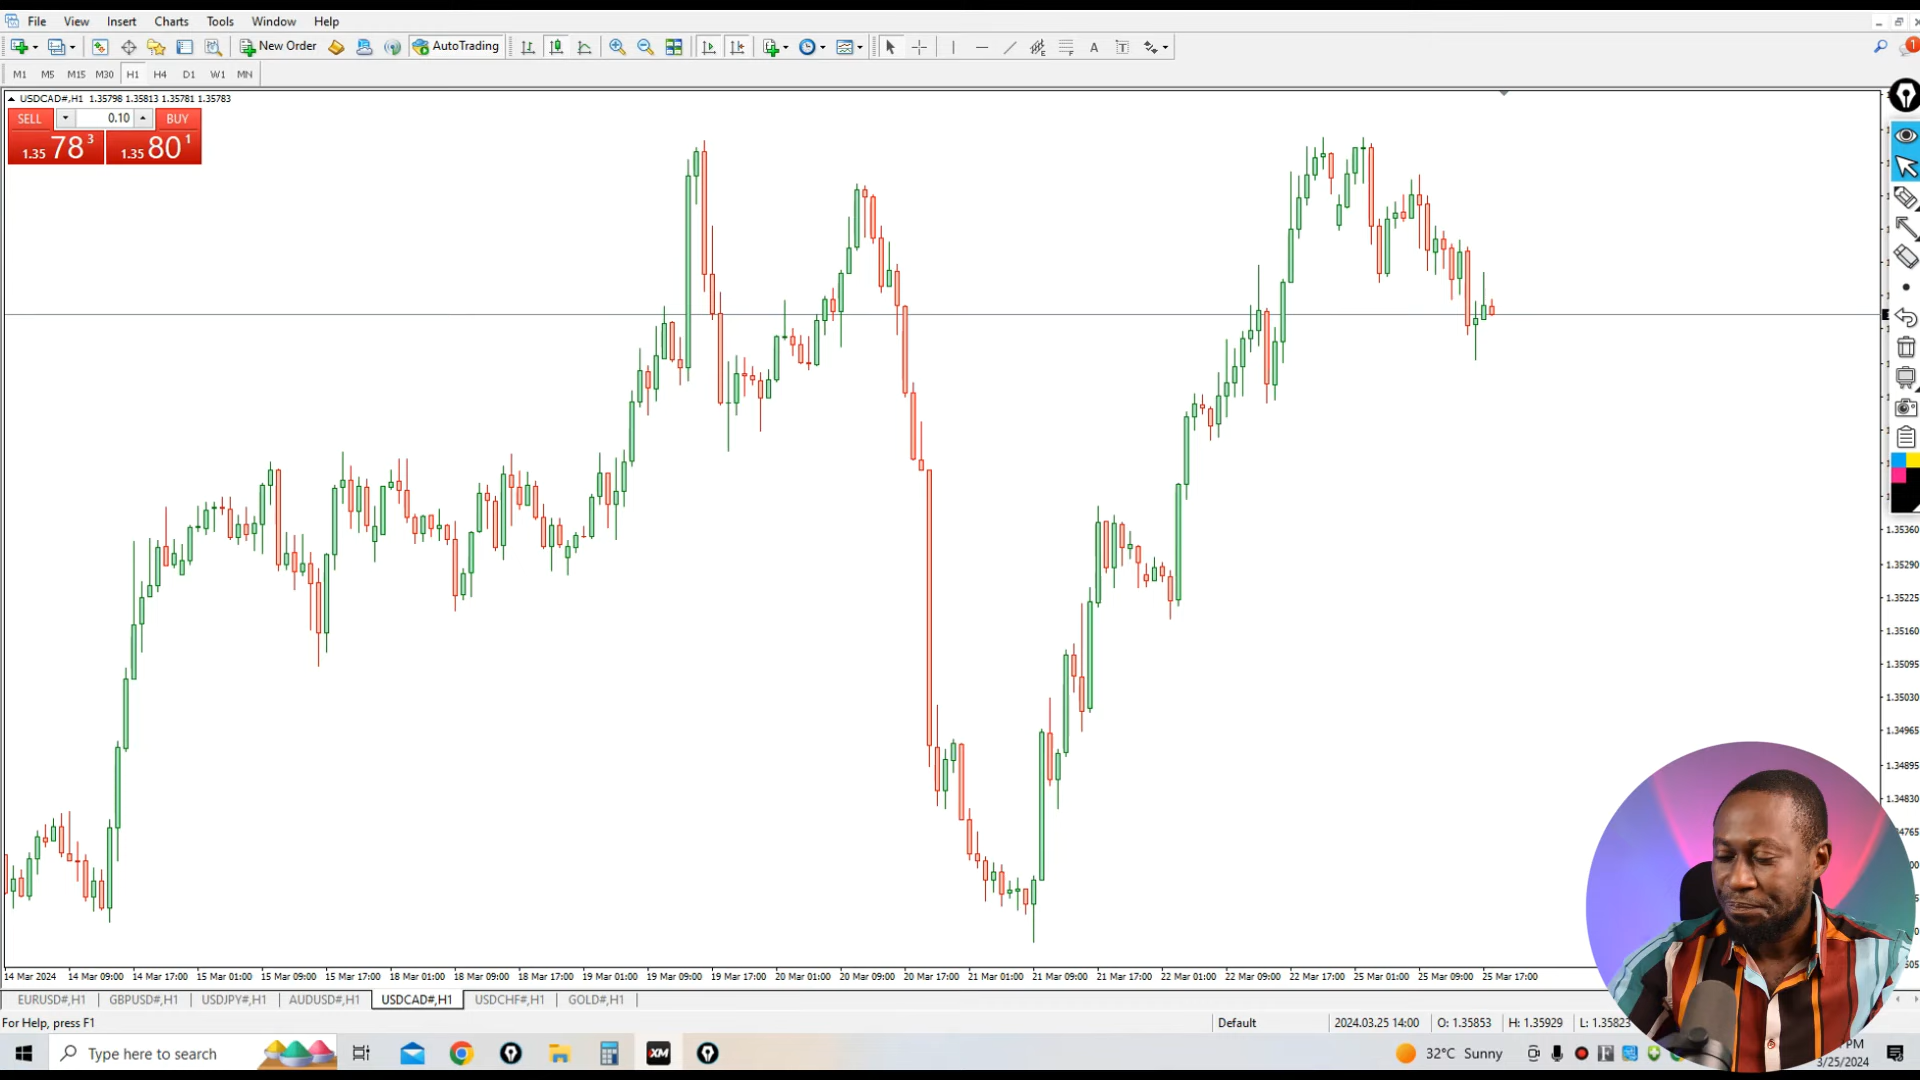 File View Insert Charts Tools Window Help
New Order AutoTrading A T 1
M1 M5 M15 M30 H1 H4 D1 W1 MN
USDCAD#,H1 1.35798 1.35813 1.35781 1.35783
SELL 0.10 BUY
1.35 78 3 1.35 80 1
1.35360
1.35290
1.35225
1.35160
1.35095
1.35030
1.34965
1.34895
1.34830
14 Mar 2024 14 Mar 09:00 14 Mar 17:00 15 Mar 01:00 15 Mar 09:00 15 Mar 17:00 18 Mar 01:00 18 Mar 09:00 18 Mar 17:00 19 Mar 01:00 19 Mar 09:00 19 Mar 17:00 20 Mar 01:00 20 Mar 09:00 20 Mar 17:00 21 Mar 01:00 21 Mar 09:00 21 Mar 17:00 22 Mar 01:00 22 Mar 09:00 22 Mar 17:00 25 Mar 01:00 25 Mar 09:00 25 Mar 17:00
EURUSD#,H1 GBPUSD#,H1 USDJPY#,H1 AUDUSD#,H1 USDCAD#,H1 USDCHF#,H1 GOLD#,H1
For Help, press F1 Default 2024.03.25 14:00 O: 1.35853 H: 1.35929 L: 1.35823
Type here to search XM 32°C Sunny PM
3/25/2024